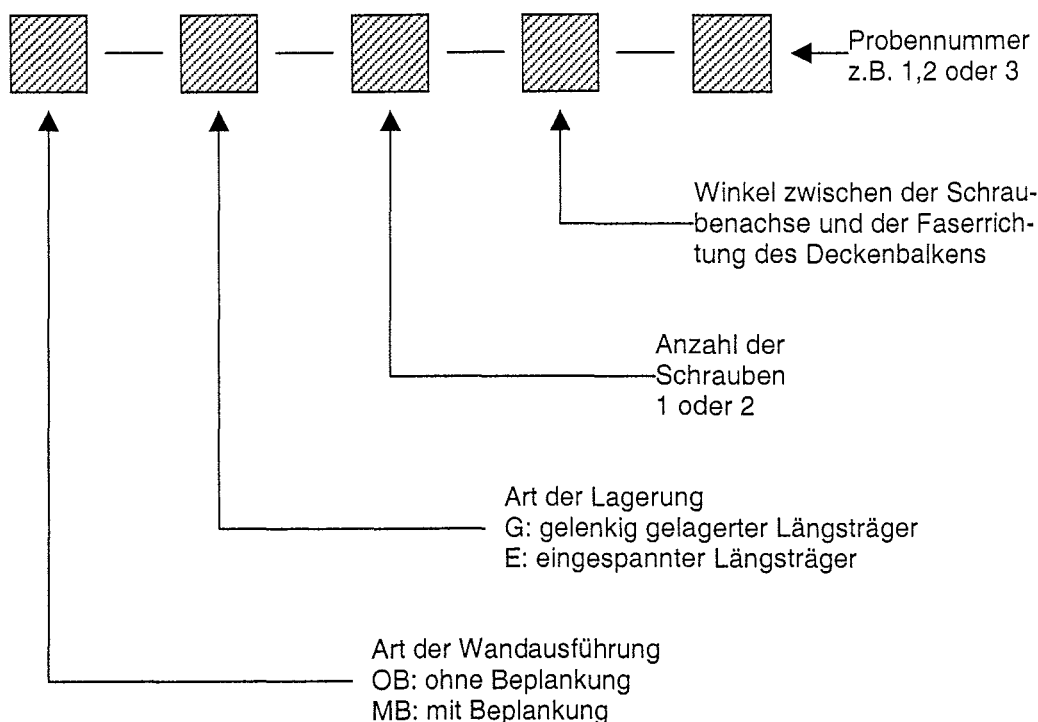 Probennummer
z.B. 1,2 oder 3
Winkel zwischen der Schrau-
benachse und der Faserrich-
tung des Deckenbalkens
Anzahl der
Schrauben
1 oder 2
Art der Lagerung
G: gelenkig gelagerter Längsträger
E: eingespannter Längsträger
Art der Wandausführung
OB: ohne Beplankung
MB: mit Beplankung